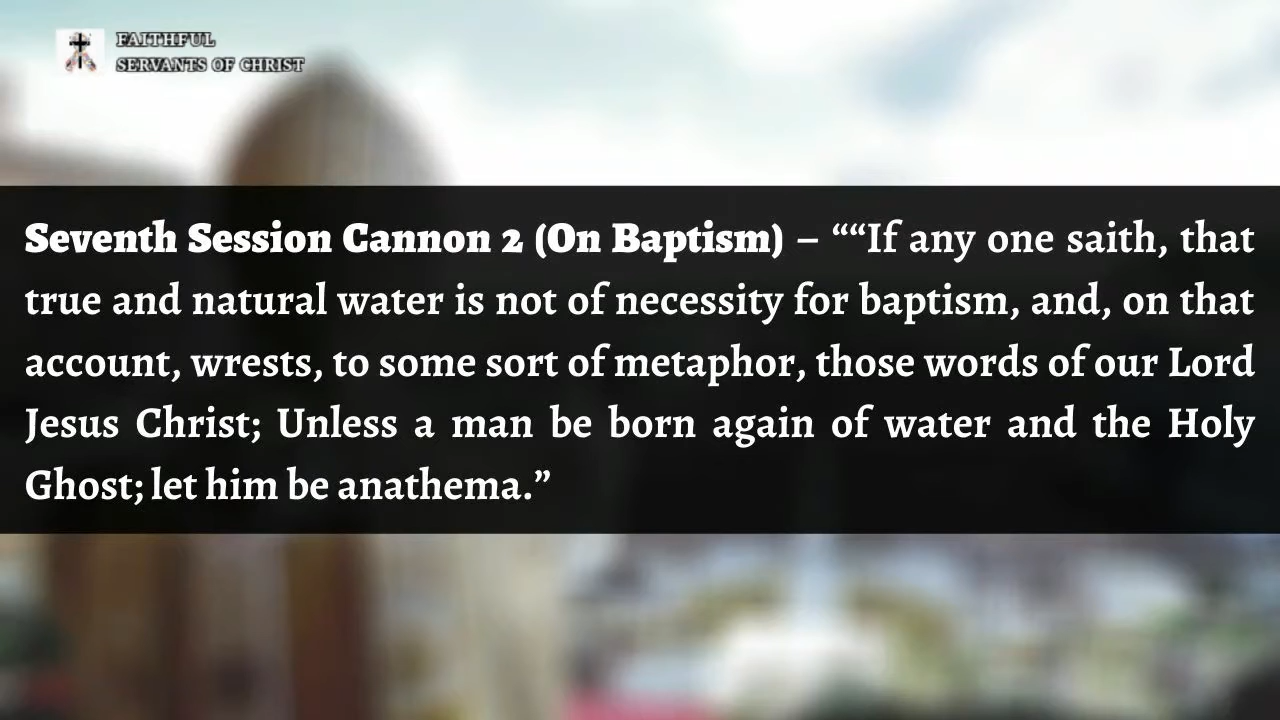 FAITHFUL
SERVANTS OF CHRIST
Seventh Session Cannon 2 (On Baptism) – ““If any one saith, that
true and natural water is not of necessity for baptism, and, on that
account, wrests, to some sort of metaphor, those words of our Lord
Jesus Christ; Unless a man be born again of water and the Holy
Ghost; let him be anathema.”